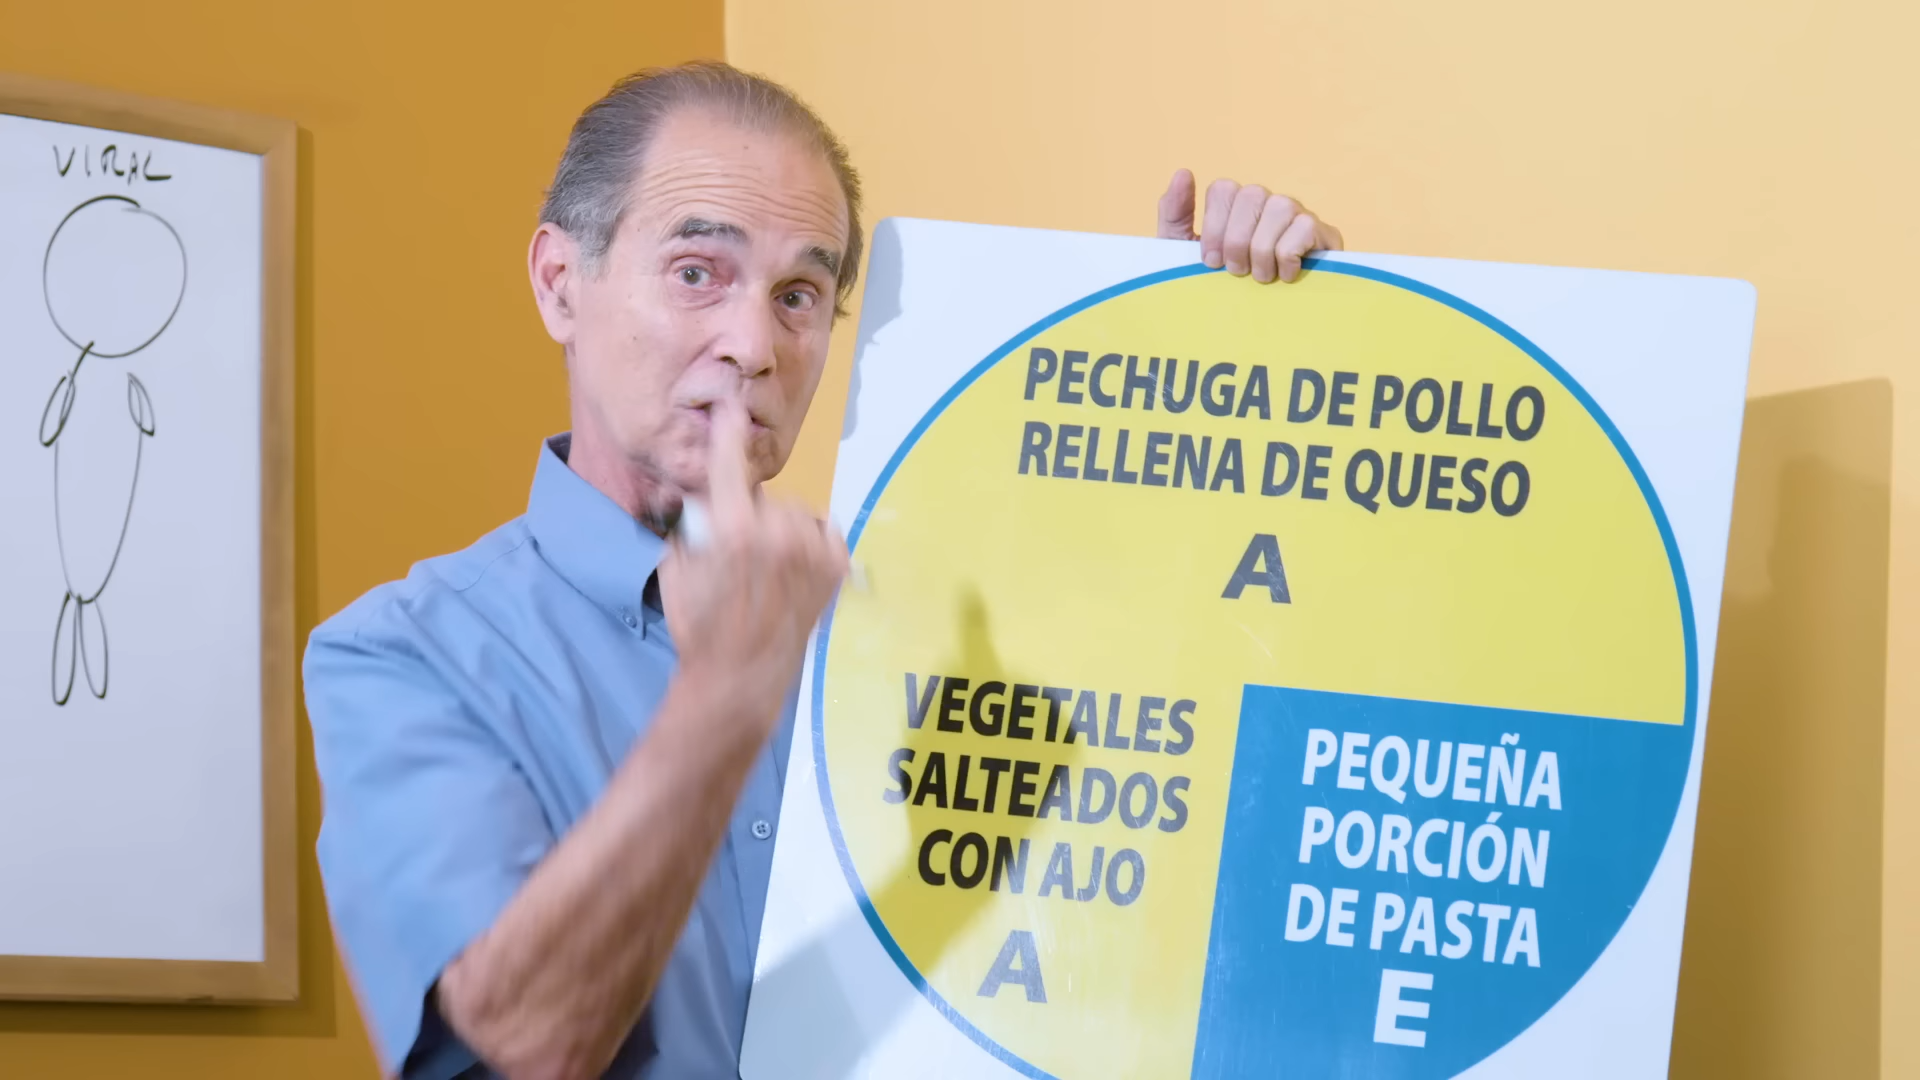 VIRAL
PECHUGA DE POLLO
RELLENA DE QUESO
A
VEGETALES
SALTEADOS
CON AJO
A
PEQUEÑA
PORCIÓN
DE PASTA
E